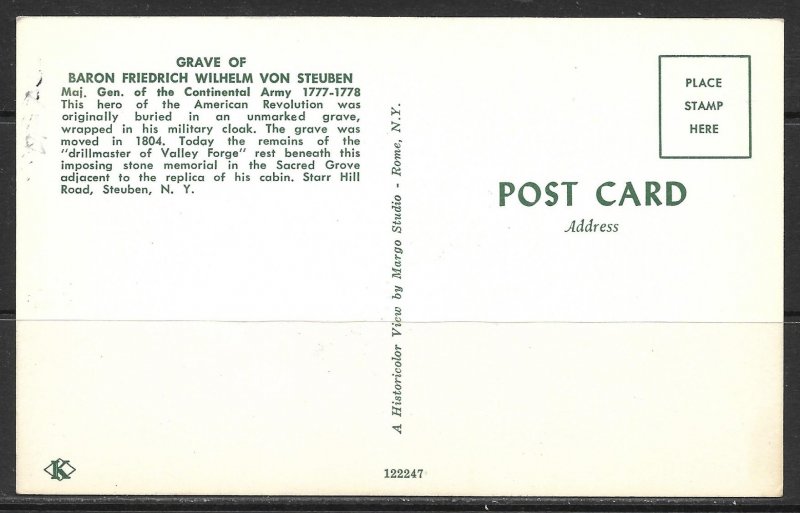 GRAVE OF
BARON FRIEDRICH WILHELM VON STEUBEN
Maj. Gen. of the Continental Army 1777-1778
This hero of the American Revolution was
originally buried in an unmarked grave,
wrapped in his military cloak. The grave was
moved in 1804. Today the remains of the
"drillmaster of Valley Forge" rest beneath this
imposing stone memorial in the Sacred Grove
adjacent to the replica of his cabin. Starr Hill
Road, Steuben, N. Y.
A Historicolor View by Margo Studio - Rome, N.Y.
PLACE
STAMP
HERE
POST CARD
Address
K
122247